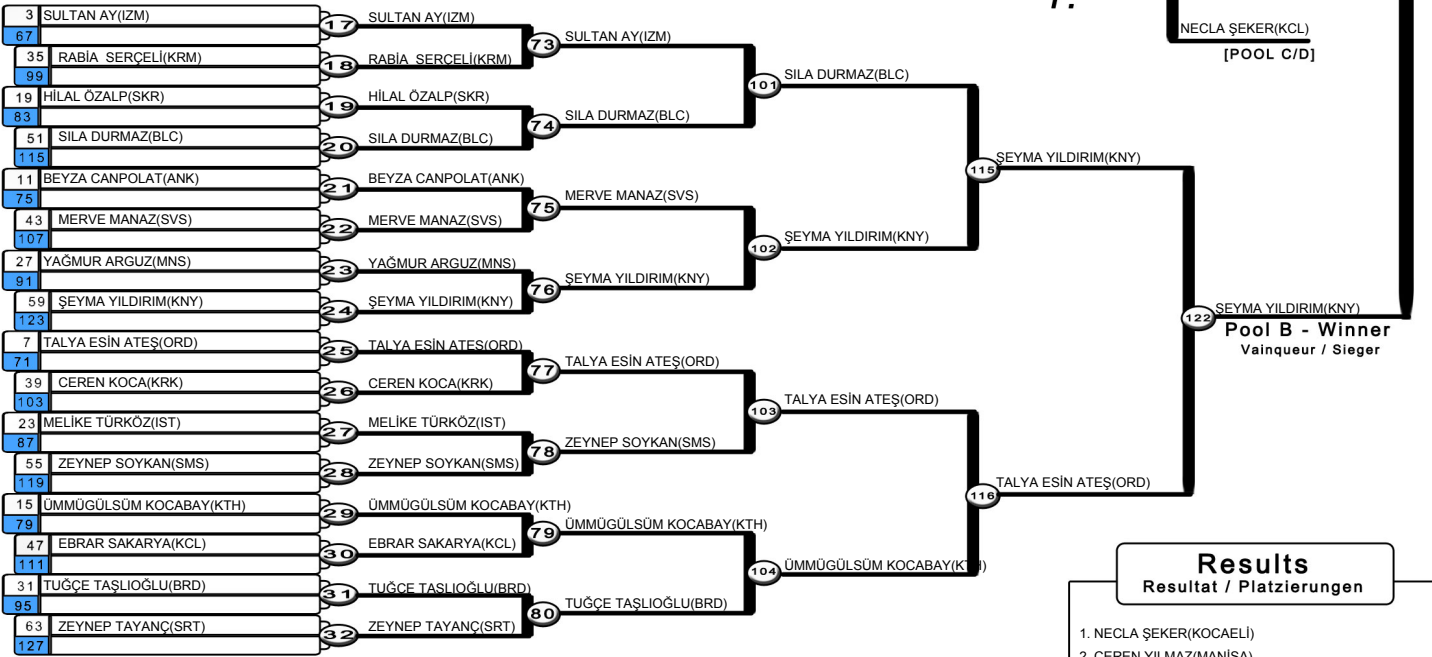 1.
NECLA ŞEKER(KCL)
[POOL C/D]
3 SULTAN AY(IZM)
67
35 RABİA SERÇELİ(KRM)
99
19 HİLAL ÖZALP(SKR)
83
51 SILA DURMAZ(BLC)
115
11 BEYZA CANPOLAT(ANK)
75
43 MERVE MANAZ(SVS)
107
27 YAĞMUR ARGUZ(MNS)
91
59 ŞEYMA YILDIRIM(KNY)
123
7 TALYA ESİN ATEŞ(ORD)
71
39 CEREN KOCA(KRK)
103
23 MELİKE TÜRKÖZ(IST)
87
55 ZEYNEP SOYKAN(SMS)
119
15 ÜMMÜGÜLSÜM KOCABAY(KTH)
79
47 EBRAR SAKARYA(KCL)
111
31 TUĞÇE TAŞLIOĞLU(BRD)
95
63 ZEYNEP TAYANÇ(SRT)
127
17 SULTAN AY(IZM)
18 RABİA SERÇELİ(KRM)
19 HİLAL ÖZALP(SKR)
20 SILA DURMAZ(BLC)
21 BEYZA CANPOLAT(ANK)
22 MERVE MANAZ(SVS)
23 YAĞMUR ARGUZ(MNS)
24 ŞEYMA YILDIRIM(KNY)
25 TALYA ESİN ATEŞ(ORD)
26 CEREN KOCA(KRK)
27 MELİKE TÜRKÖZ(IST)
28 ZEYNEP SOYKAN(SMS)
29 ÜMMÜGÜLSÜM KOCABAY(KTH)
30 EBRAR SAKARYA(KCL)
31 TUĞÇE TAŞLIOĞLU(BRD)
32 ZEYNEP TAYANÇ(SRT)
73 SULTAN AY(IZM)
74 SILA DURMAZ(BLC)
75 MERVE MANAZ(SVS)
76 ŞEYMA YILDIRIM(KNY)
77 TALYA ESİN ATEŞ(ORD)
78 ZEYNEP SOYKAN(SMS)
79 ÜMMÜGÜLSÜM KOCABAY(KTH)
80 TUĞÇE TAŞLIOĞLU(BRD)
101 SILA DURMAZ(BLC)
102 ŞEYMA YILDIRIM(KNY)
103 TALYA ESİN ATEŞ(ORD)
104 ÜMMÜGÜLSÜM KOCABAY(KTH)
115 ŞEYMA YILDIRIM(KNY)
116 TALYA ESİN ATEŞ(ORD)
122 ŞEYMA YILDIRIM(KNY)
Pool B - Winner
Vainqueur / Sieger
Results
Resultat / Platzierungen
1. NECLA ŞEKER(KOCAELİ)
2. CEREN YILMAZ(MANİSA)